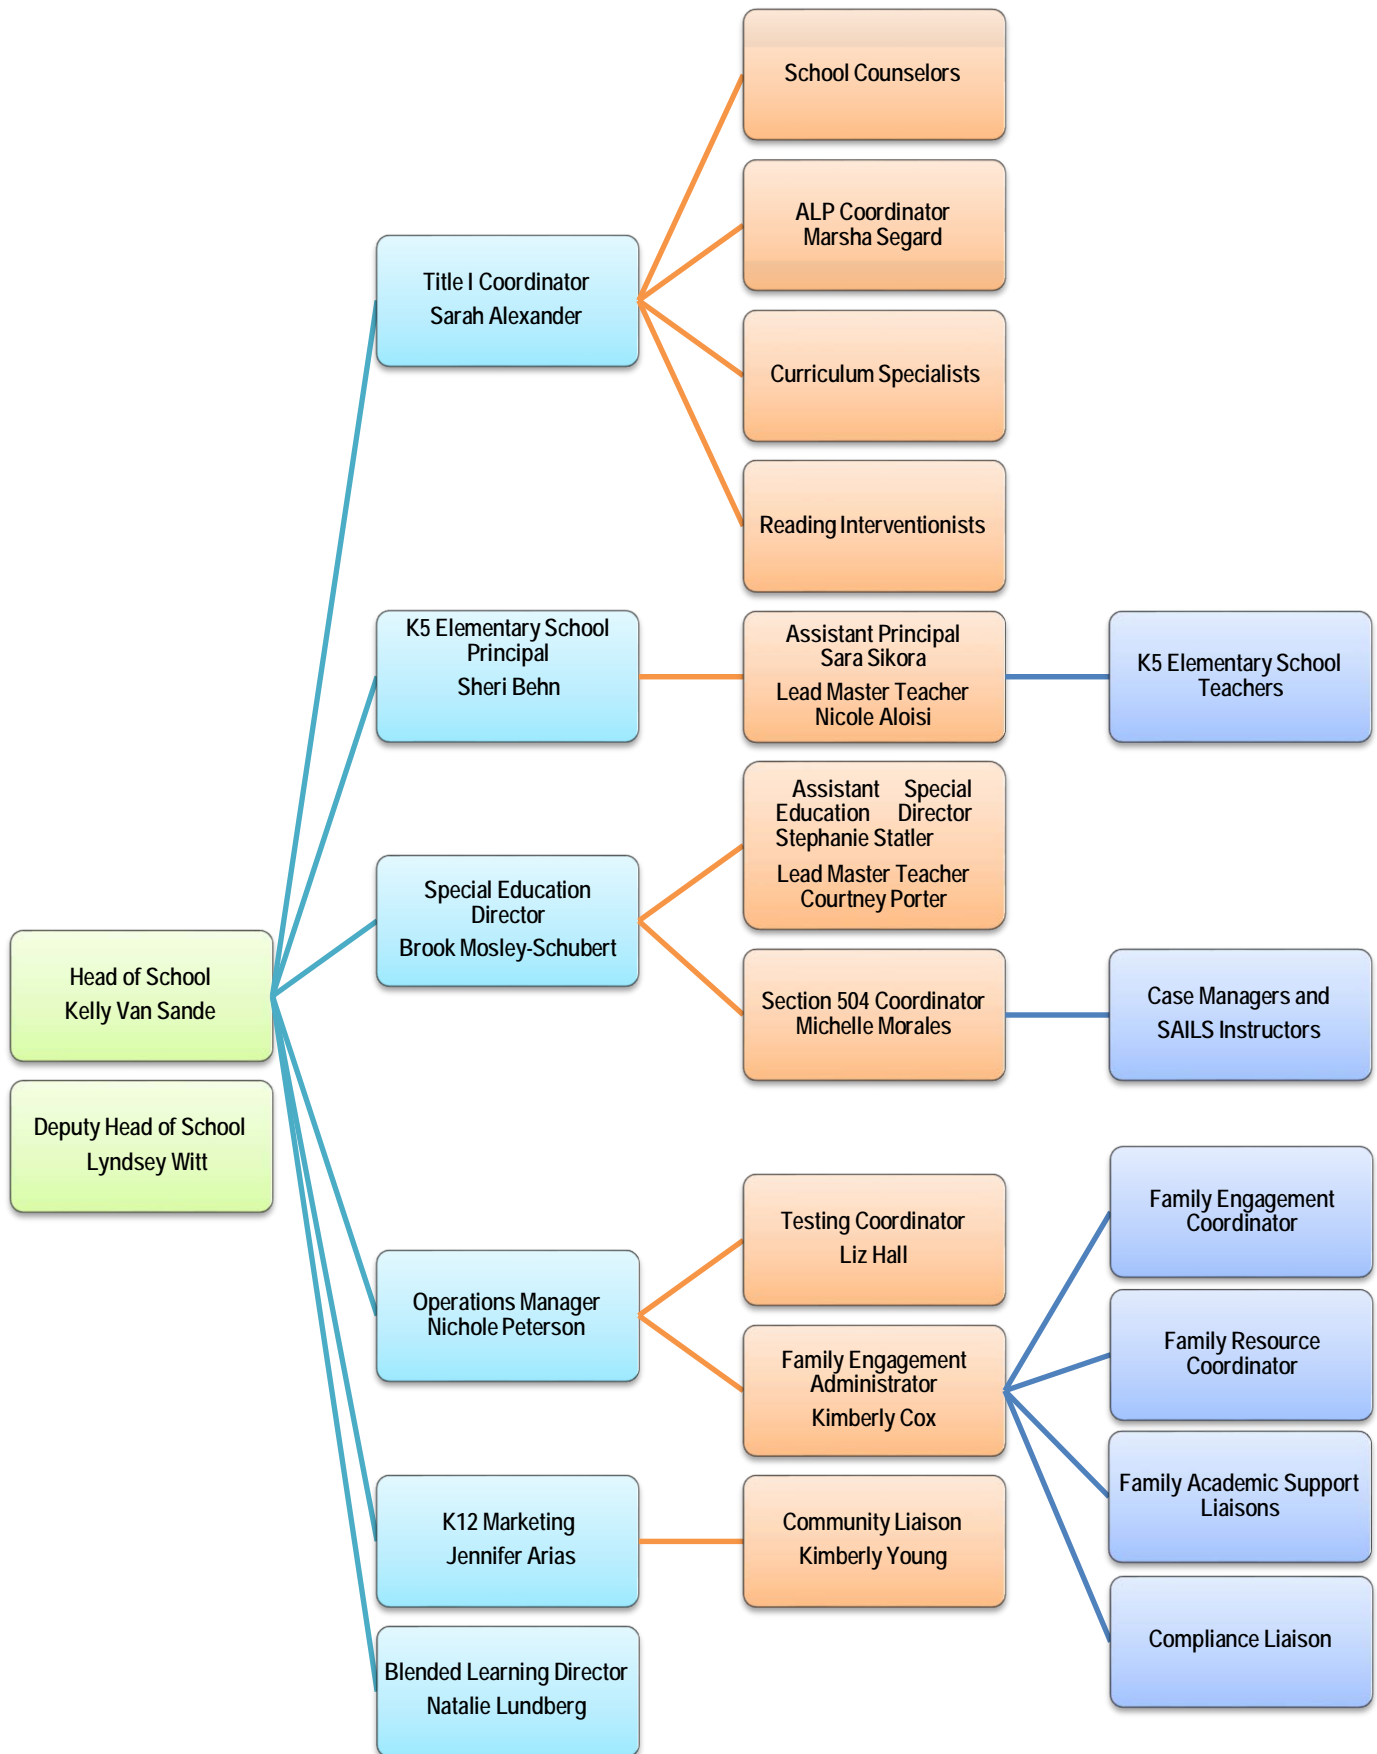 School Counselors
ALP Coordinator
Marsha Segard
Title I Coordinator
Sarah Alexander
Curriculum Specialists
Reading Interventionists
K5 Elementary School
Principal
Sheri Behn
Assistant Principal
Sara Sikora
Lead Master Teacher
Nicole Aloisi
K5 Elementary School
Teachers
Assistant Special
Education Director
Stephanie Statler
Lead Master Teacher
Courtney Porter
Special Education
Director
Brook Mosley-Schubert
Head of School
Kelly Van Sande
Section 504 Coordinator
Michelle Morales
Case Managers and
SAILS Instructors
Deputy Head of School
Lyndsey Witt
Testing Coordinator
Liz Hall
Family Engagement
Coordinator
Operations Manager
Nichole Peterson
Family Engagement
Administrator
Kimberly Cox
Family Resource
Coordinator
Family Academic Support
Liaisons
K12 Marketing
Jennifer Arias
Community Liaison
Kimberly Young
Compliance Liaison
Blended Learning Director
Natalie Lundberg